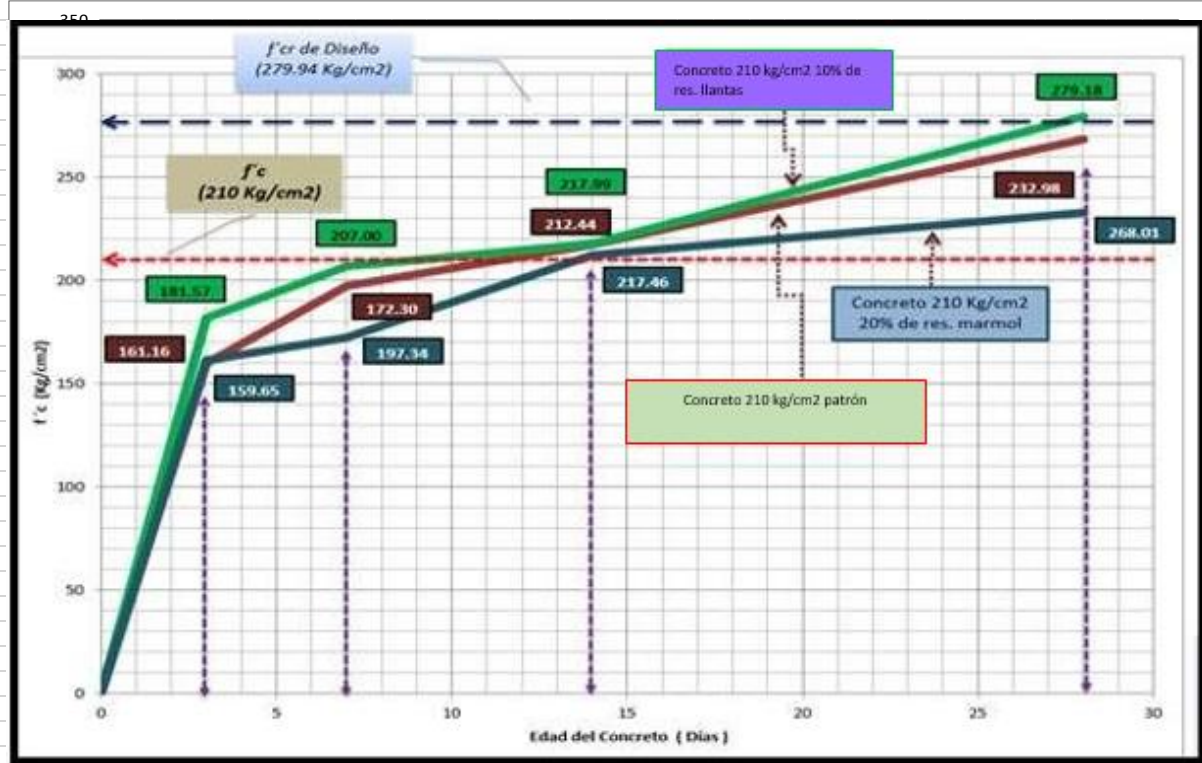 350
f'cr de Diseño
(279.94 Kg/cm2)
Concreto 210 kg/cm2 10% de
res. llantas
279.18
300
f'c
(210 Kg/cm2)
250
217.99
232.98
212.44
207.00
268.01
200
181.57
217.46
172.30
Concreto 210 Kg/cm2
20% de res. marmol
161.16
197.34
150
159.65
Concreto 210 kg/cm2 patrón
f'c (Kg/cm2)
100
50
0
0 5 10 15 20 25 30
Edad del Concreto ( Días )